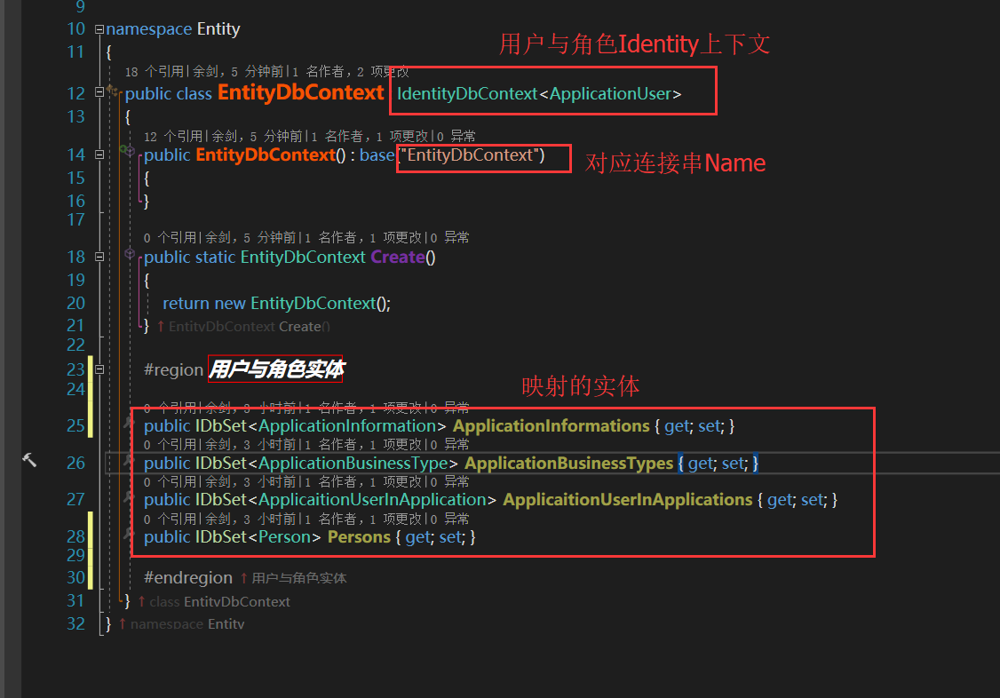 9
10 namespace Entity
用户与角色Identity上下文
11 {
18 个引用|余剑，5 分钟前|1 名作者，2 项更改
12 public class EntityDbContext IdentityDbContext<ApplicationUser>
13 {
12 个引用|余剑，5 分钟前|1 名作者，1 项更改|0 异常
14 public EntityDbContext() : base("EntityDbContext")
对应连接串Name
15 {
16 }
17
0 个引用|余剑，5 分钟前|1 名作者，1 项更改|0 异常
18 public static EntityDbContext Create()
19 {
20 return new EntityDbContext();
21 } ↑ EntityDbContext Create()
22
23 #region 用户与角色实体
24
映射的实体
0 个引用|余剑，3 小时前|1 名作者，1 项更改|0 异常
25 public IDbSet<ApplicationInformation> ApplicationInformations { get; set; }
0 个引用|余剑，3 小时前|1 名作者，1 项更改|0 异常
26 public IDbSet<ApplicationBusinessType> ApplicationBusinessTypes { get; set; }
0 个引用|余剑，3 小时前|1 名作者，1 项更改|0 异常
27 public IDbSet<ApplicaitionUserInApplication> ApplicaitionUserInApplications { get; set; }
0 个引用|余剑，3 小时前|1 名作者，1 项更改|0 异常
28 public IDbSet<Person> Persons { get; set; }
29
30 #endregion ↑ 用户与角色实体
31 } ↑ class EntityDbContext
32 } ↑ namespace Entity